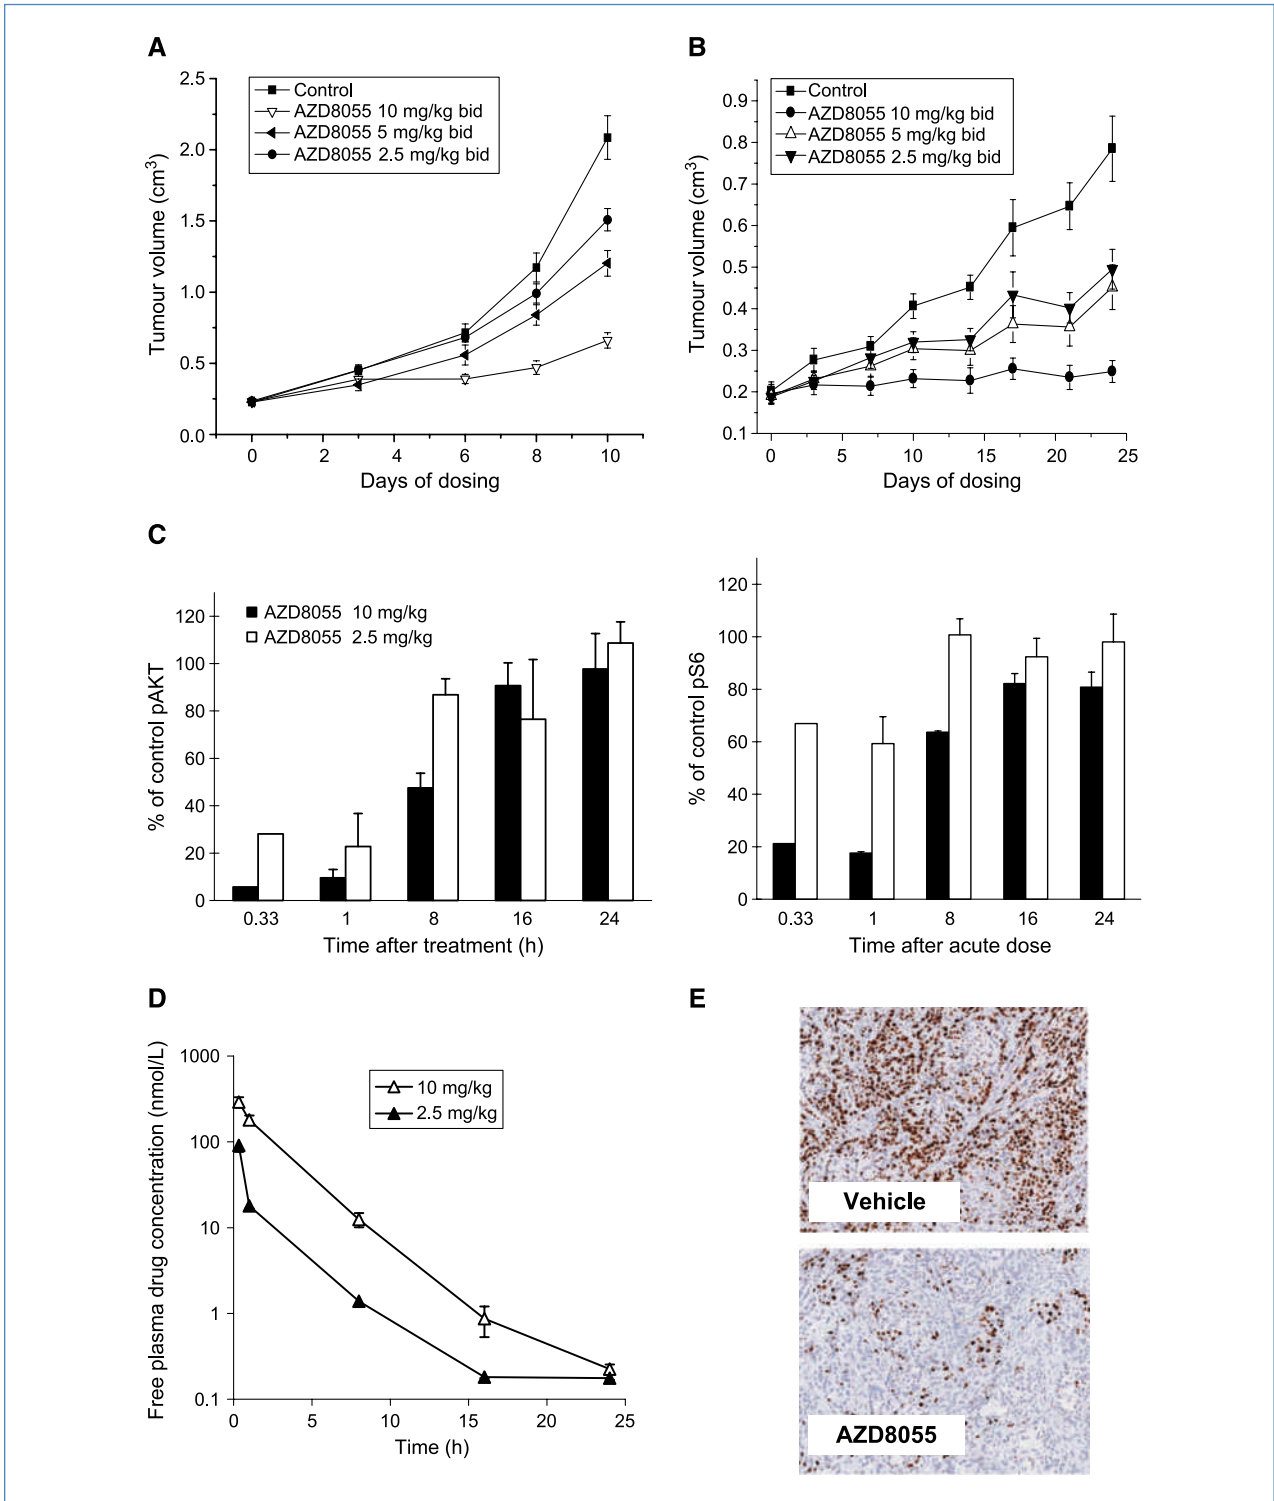 A
Control
AZD8055 10 mg/kg bid
AZD8055 5 mg/kg bid
AZD8055 2.5 mg/kg bid
2.5
2.0
1.5
1.0
0.5
0.0
Tumour volume (cm3)
0 2 4 6 8 10
Days of dosing
B
Control
AZD8055 10 mg/kg bid
AZD8055 5 mg/kg bid
AZD8055 2.5 mg/kg bid
0.9
0.8
0.7
0.6
0.5
0.4
0.3
0.2
0.1
Tumour volume (cm3)
0 5 10 15 20 25
Days of dosing
C
AZD8055 10 mg/kg
AZD8055 2.5 mg/kg
120
100
80
60
40
20
0
% of control pAKT
0.33 1 8 16 24
Time after treatment (h)
120
100
80
60
40
20
0
% of control pS6
0.33 1 8 16 24
Time after acute dose
D
10 mg/kg
2.5 mg/kg
1000
100
10
1
0.1
Free plasma drug concentration (nmol/L)
0 5 10 15 20 25
Time (h)
E
Vehicle
AZD8055